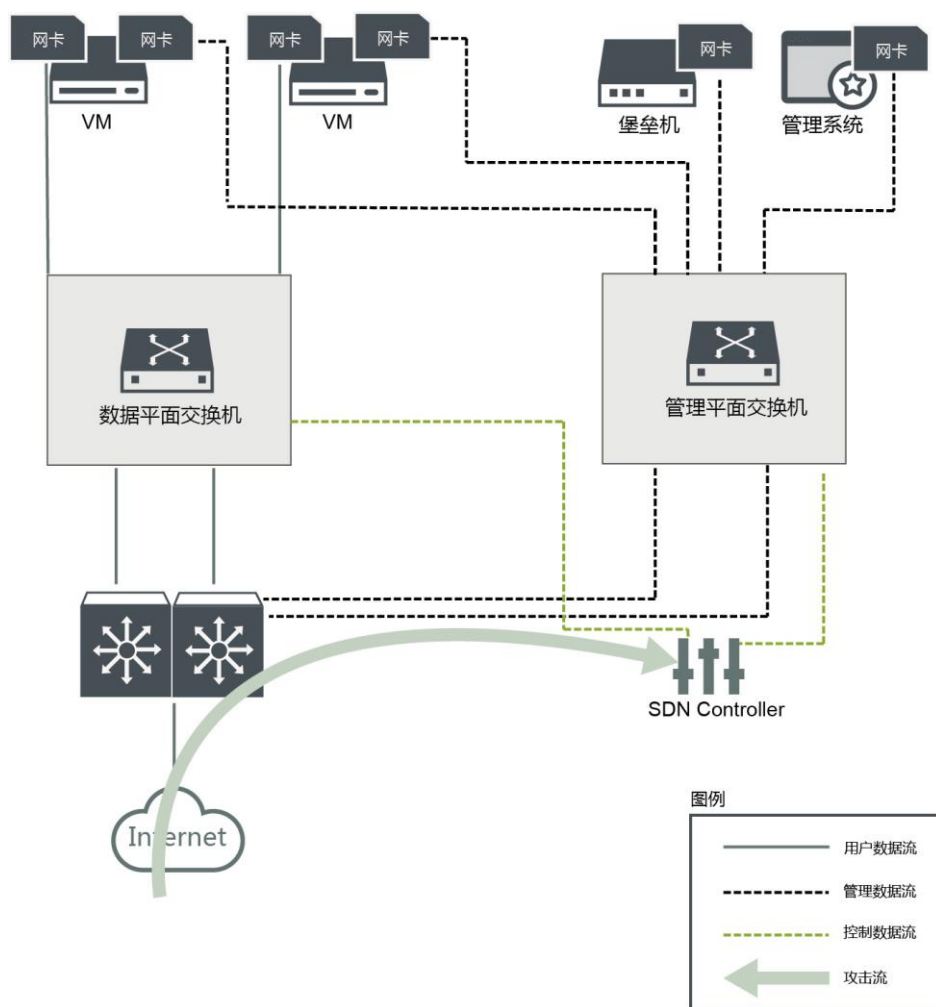 网卡
网卡
网卡
网卡
网卡
网卡
VM
VM
堡垒机
管理系统
数据平面交换机
管理平面交换机
SDN Controller
Internet
图例
用户数据流
管理数据流
控制数据流
攻击流